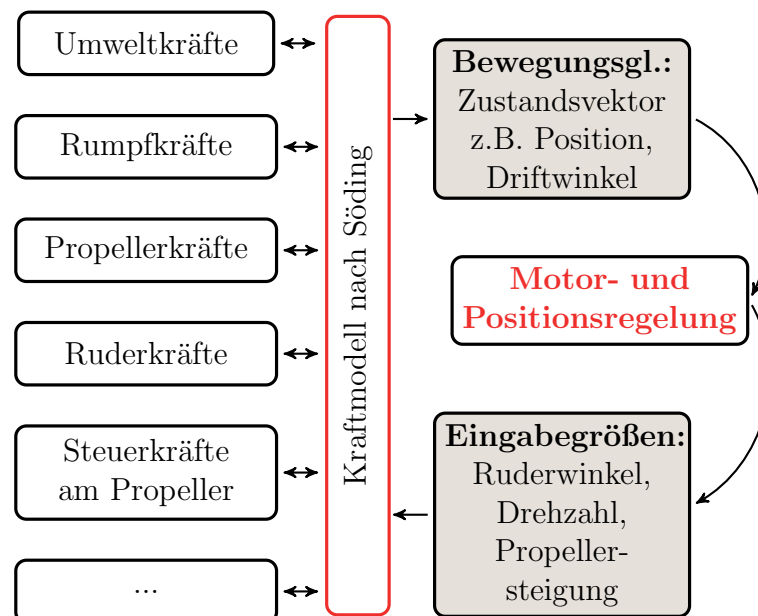 Umweltkräfte
Rumpfkräfte
Propellerkräfte
Ruderkräfte
Steuerkräfte
am Propeller
...
Kraftmodell nach Söding
Bewegungsgl.:
Zustandsvektor
z.B. Position,
Driftwinkel
Motor- und
Positionsregelung
Eingabegrößen:
Ruderwinkel,
Drehzahl,
Propeller-
steigung